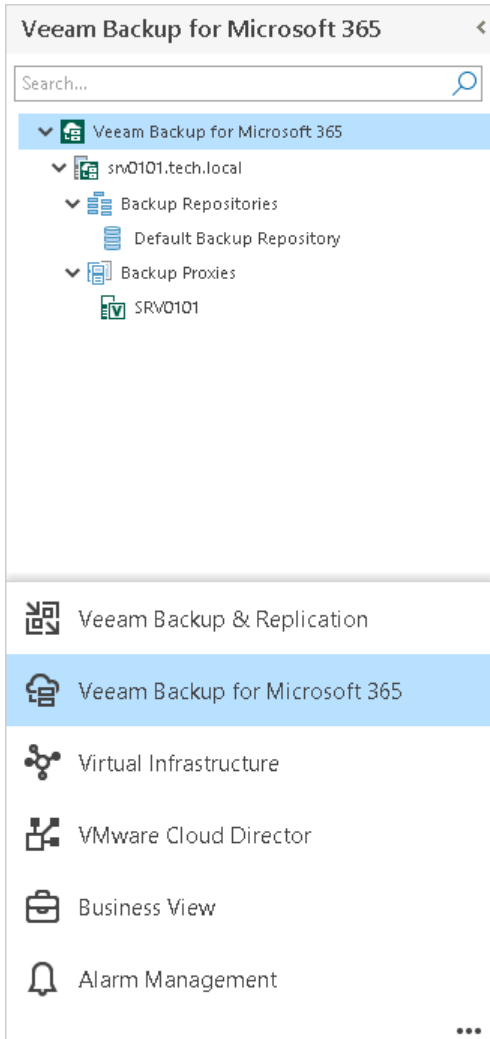 Veeam Backup for Microsoft 365
Search...
Veeam Backup for Microsoft 365
srv0101.tech.local
Backup Repositories
Default Backup Repository
Backup Proxies
SRV0101
Veeam Backup & Replication
Veeam Backup for Microsoft 365
Virtual Infrastructure
VMware Cloud Director
Business View
Alarm Management